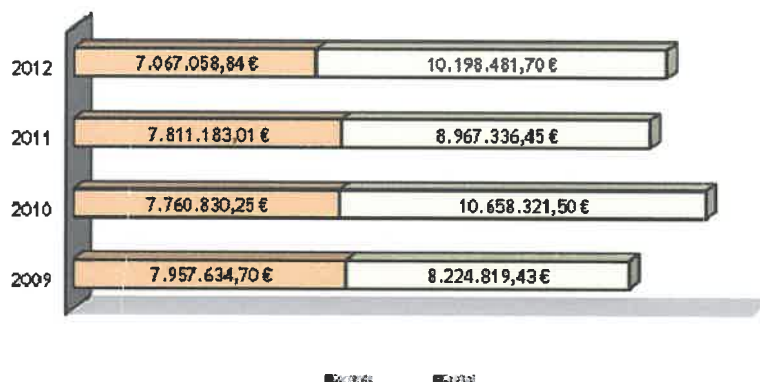 2012 7.067.058,84 € 10.198.481,70 €
2011 7.811.183,01 € 8.967.336,45 €
2010 7.760.830,25 € 10.658.321,50 €
2009 7.957.634,70 € 8.224.819,43 €